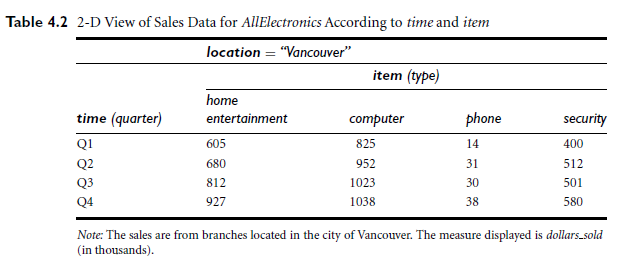 Table 4.2 2-D View of Sales Data for AllElectronics According to time and item
location = “Vancouver”
item (type)
home
time (quarter) entertainment computer phone security
Q1 605 825 14 400
Q2 680 952 31 512
Q3 812 1023 30 501
Q4 927 1038 38 580
Note: The sales are from branches located in the city of Vancouver. The measure displayed is dollars_sold
(in thousands).